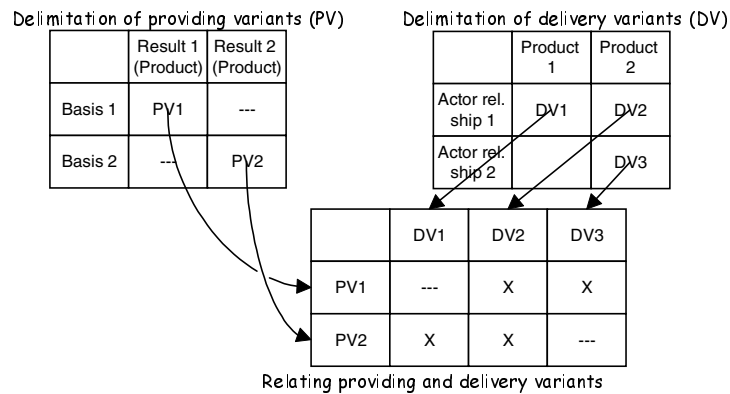 Delimitation of providing variants (PV)
Result 1 Result 2
(Product) (Product)
Basis 1 PV1 ---
Basis 2 --- PV2
Delimitation of delivery variants (DV)
Product Product
1 2
Actor rel.
ship 1 DV1 DV2
Actor rel.
ship 2 DV3
DV1 DV2 DV3
PV1 --- X X
PV2 X X ---
Relating providing and delivery variants